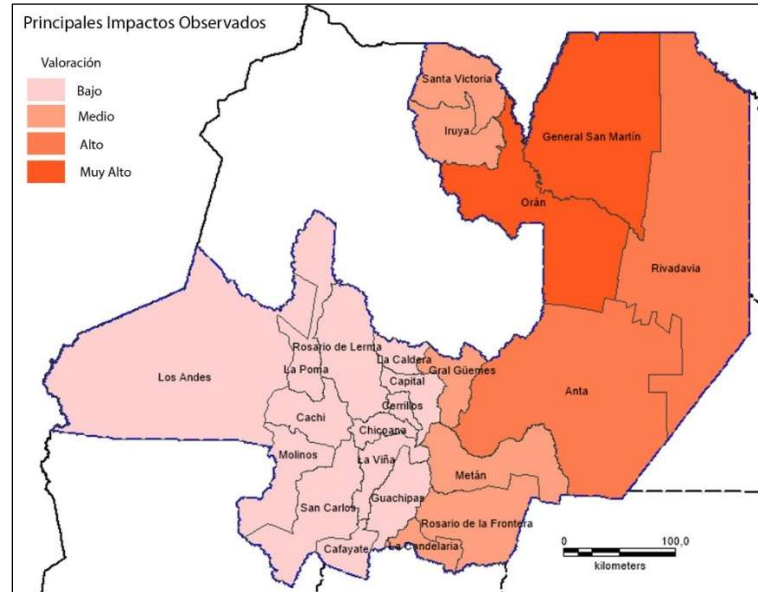 Principales Impactos Observados
Valoración
Bajo
Medio
Alto
Muy Alto
Santa Victoria
Iruya
General San Martín
Orán
Rivadavia
Rosario de Lerma
La Caldera
Los Andes
La Poma
Gral Güemes
Capital
Anta
Cerrillos
Cachi
Chicoana
Molinos
La Viña
Metán
Guachipas
San Carlos
Rosario de la Frontera
Cafayate
La Candelaria
0
100,0
kilometers